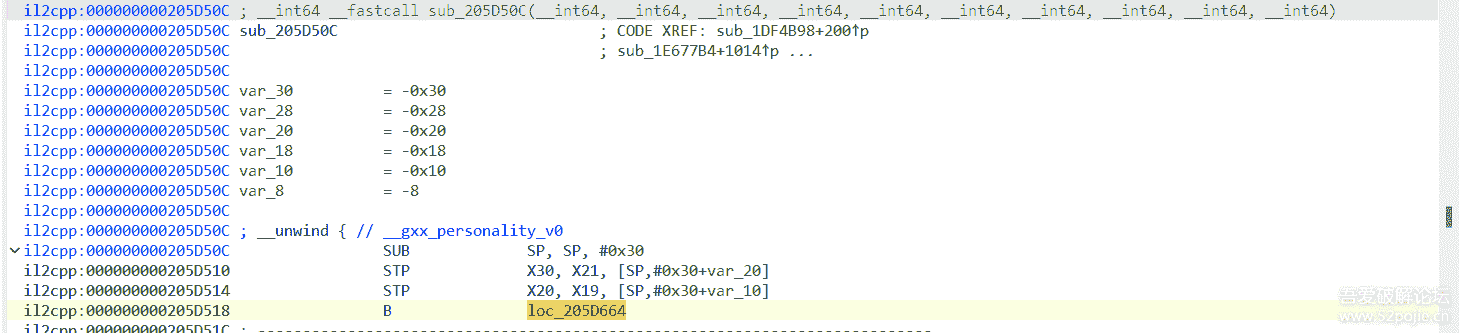 il2cpp:000000000205D50C ; __int64 __fastcall sub_205D50C(__int64, __int64, __int64, __int64, __int64, __int64, __int64, __int64, __int64, __int64)
il2cpp:000000000205D50C sub_205D50C ; CODE XREF: sub_1DF4B98+200↑p
il2cpp:000000000205D50C ; sub_1E677B4+1014↑p ...
il2cpp:000000000205D50C
il2cpp:000000000205D50C var_30 = -0x30
il2cpp:000000000205D50C var_28 = -0x28
il2cpp:000000000205D50C var_20 = -0x20
il2cpp:000000000205D50C var_18 = -0x18
il2cpp:000000000205D50C var_10 = -0x10
il2cpp:000000000205D50C var_8 = -8
il2cpp:000000000205D50C
il2cpp:000000000205D50C ; __unwind { // __gxx_personality_v0
il2cpp:000000000205D50C SUB SP, SP, #0x30
il2cpp:000000000205D510 STP X30, X21, [SP,#0x30+var_20]
il2cpp:000000000205D514 STP X20, X19, [SP,#0x30+var_10]
il2cpp:000000000205D518 B loc_205D664
il2cpp:000000000205D51C ; ---------------------------------------------------------------------------
吾爱破解论坛
www.52pojie.cn